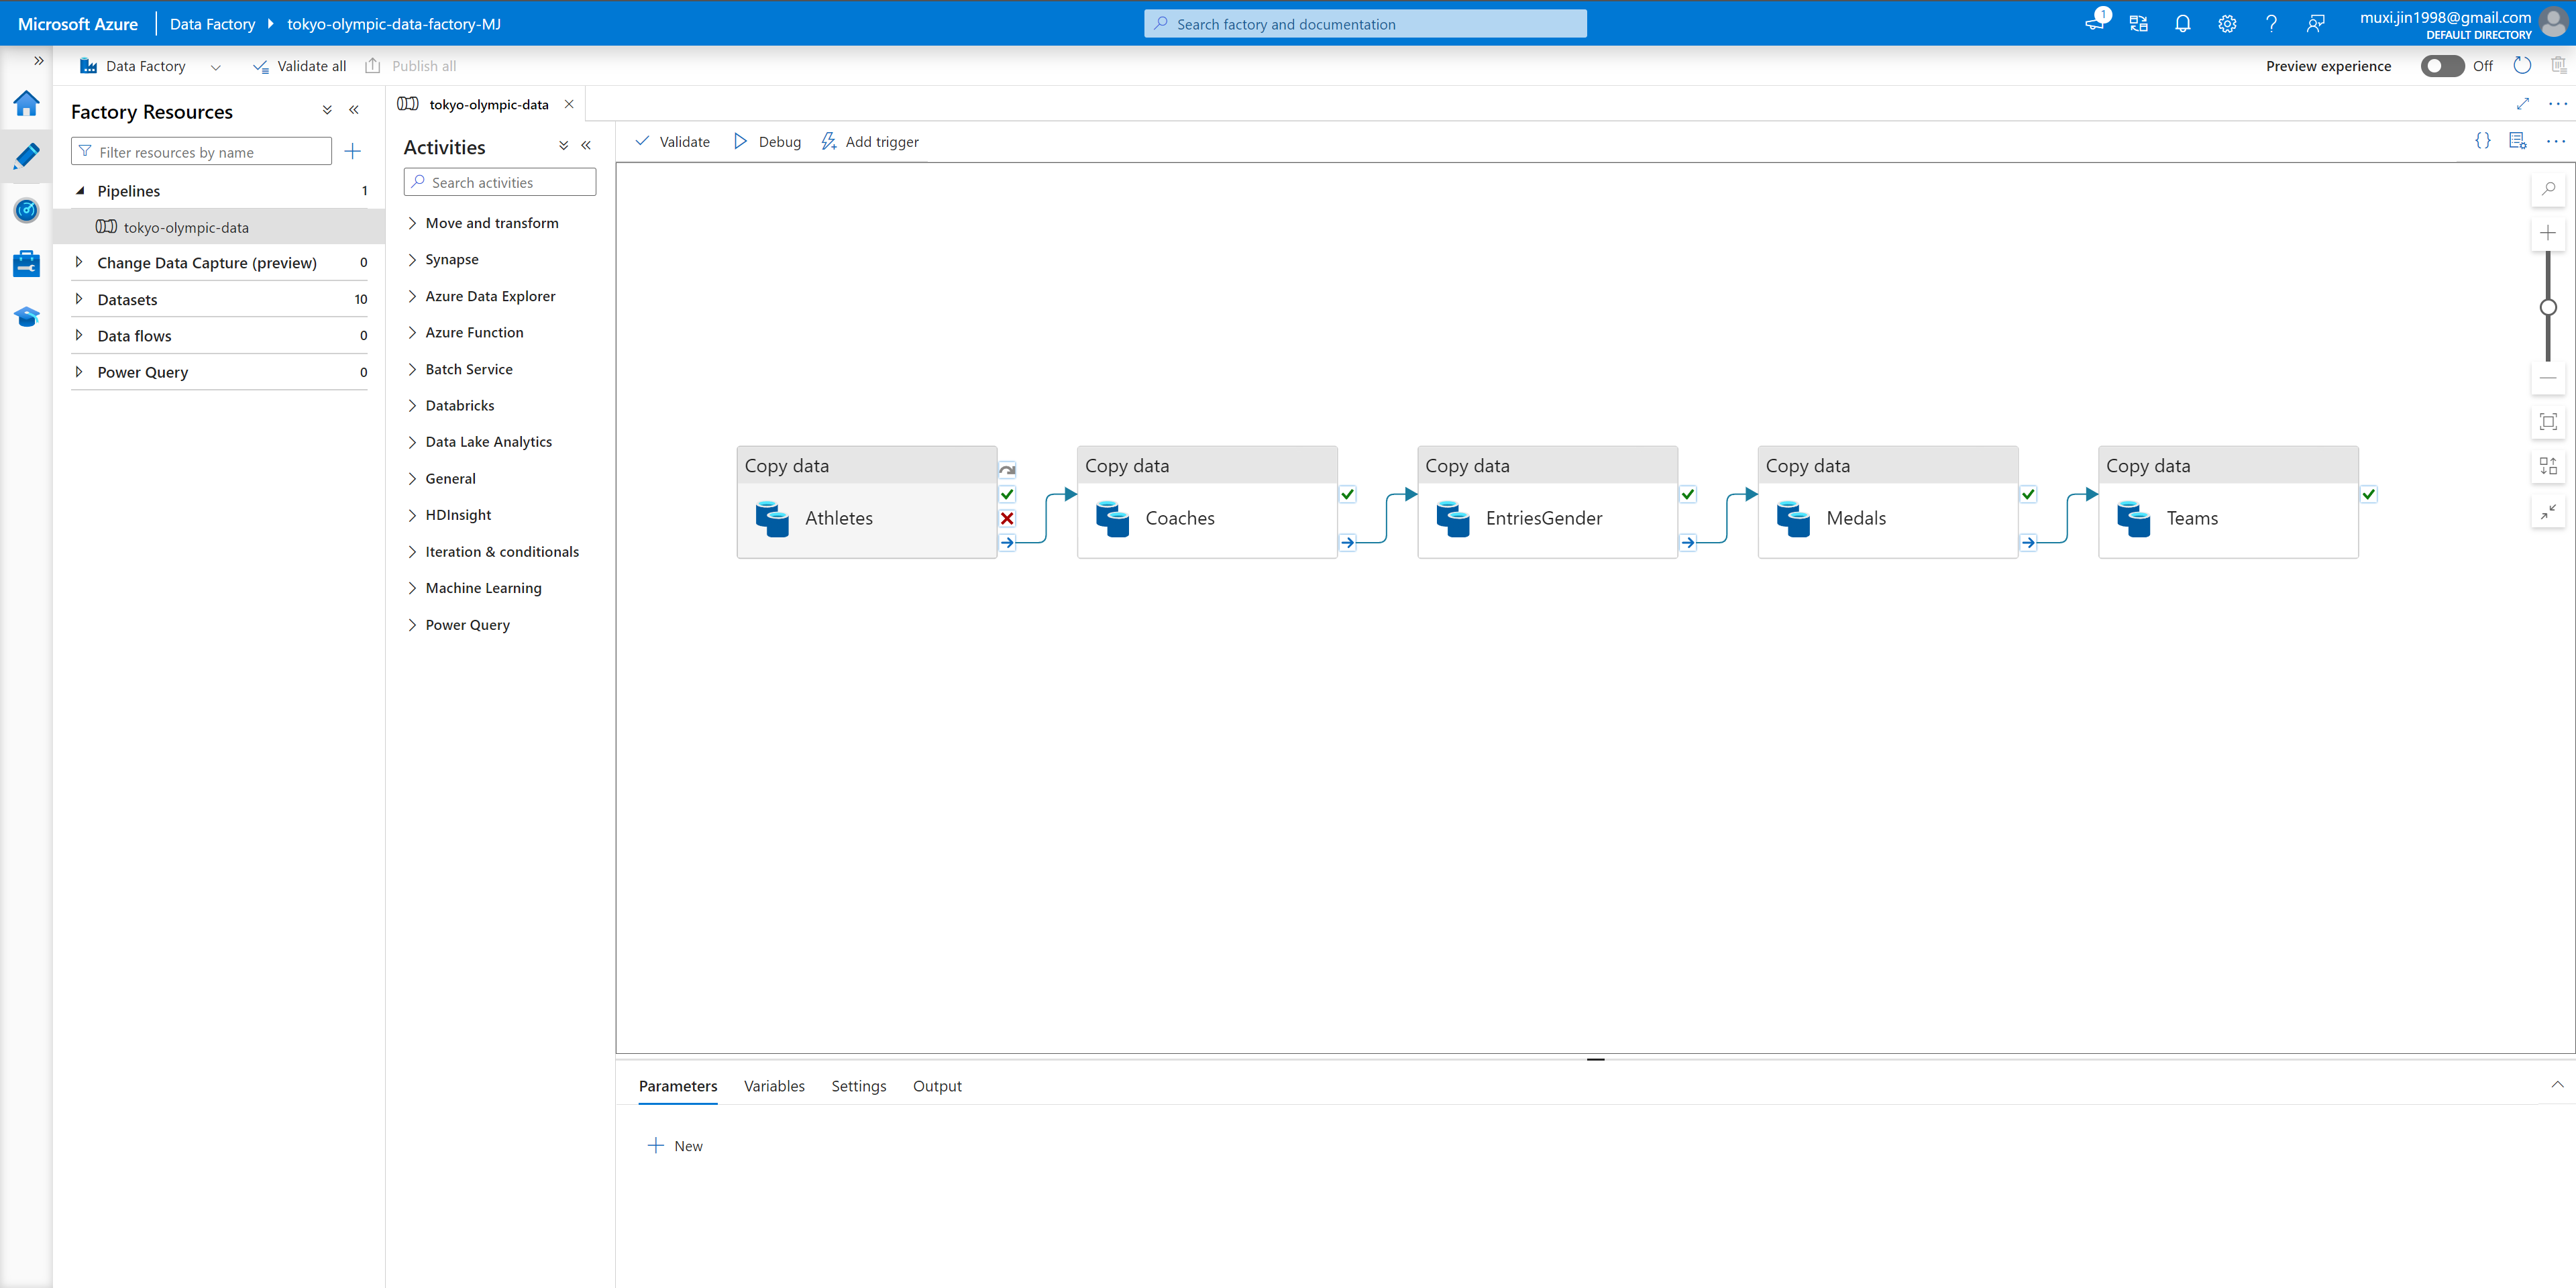 Microsoft Azure Data Factory tokyo-olympic-data-factory-MJ Search factory and documentation 1 muxi.jin1998@gmail.com
DEFAULT DIRECTORY
Data Factory Validate all Publish all Preview experience Off
Factory Resources
Filter resources by name
Pipelines 1
tokyo-olympic-data
Change Data Capture (preview) 0
Datasets 10
Data flows 0
Power Query 0
tokyo-olympic-data
Activities
Search activities
Move and transform
Synapse
Azure Data Explorer
Azure Function
Batch Service
Databricks
Data Lake Analytics
General
HDInsight
Iteration & conditionals
Machine Learning
Power Query
Validate Debug Add trigger
Copy data Copy data Copy data Copy data Copy data
Athletes Coaches EntriesGender Medals Teams
Parameters Variables Settings Output
New